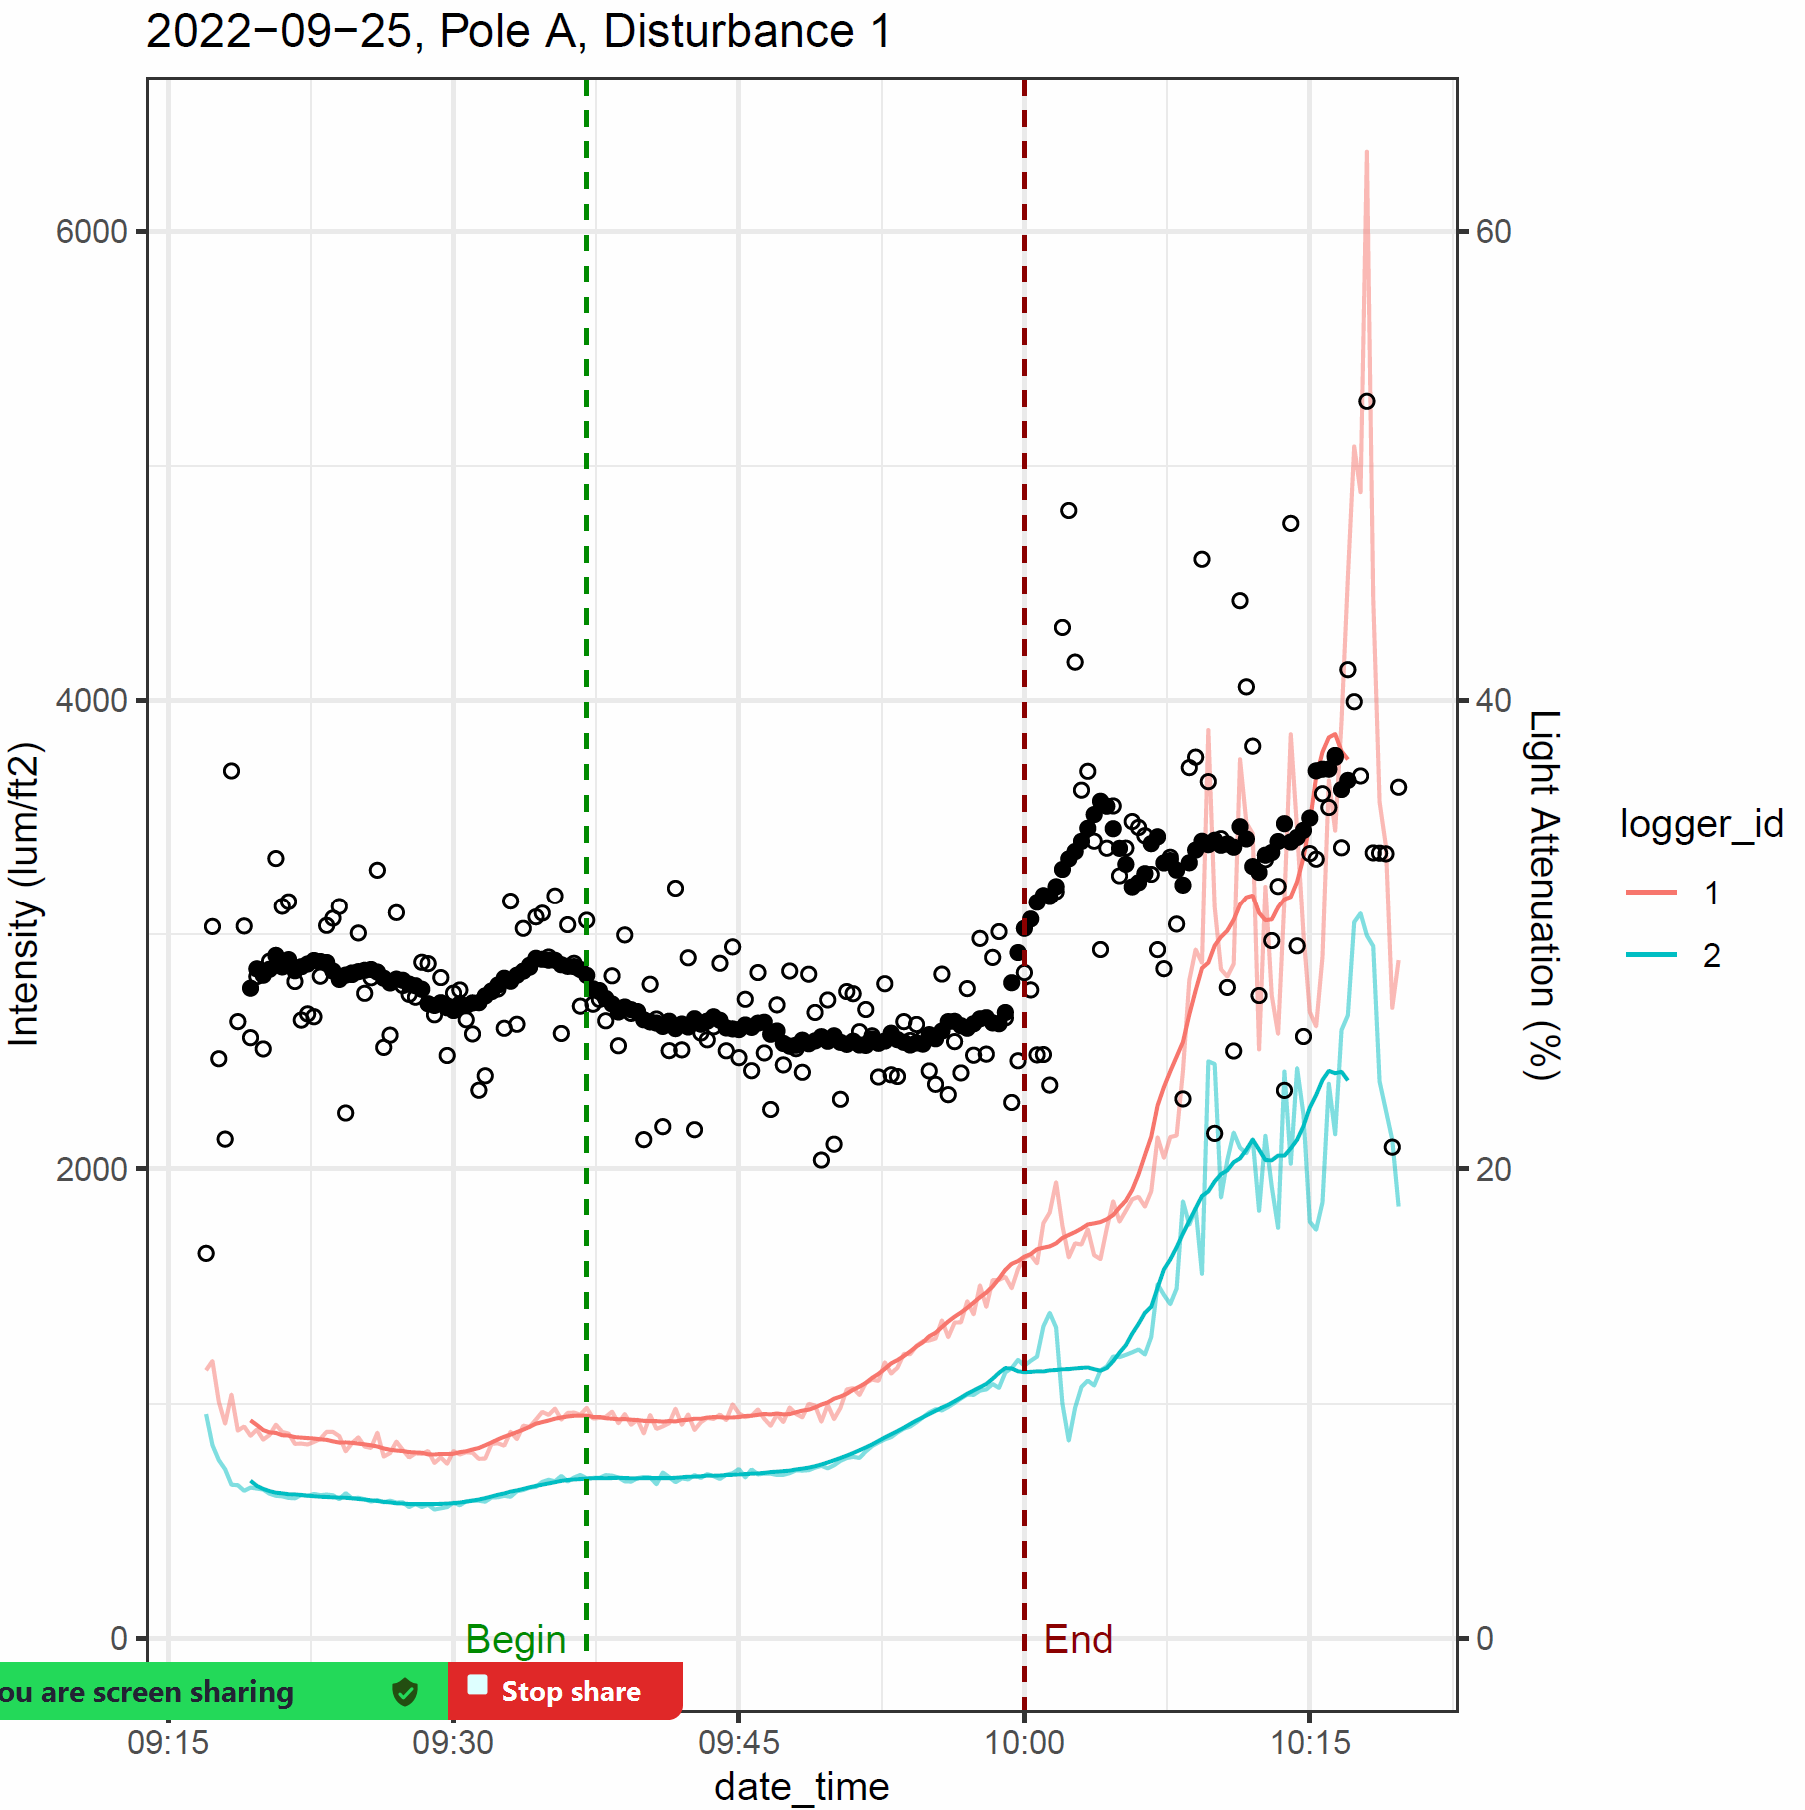 2022−09−25, Pole A, Disturbance 1
6000
4000
2000
0
60
40
20
0
Intensity (lum/ft2)
Light Attenuation (%)
logger_id
1
2
Begin
End
ou are screen sharing
Stop share
09:15
09:30
09:45
10:00
10:15
date_time